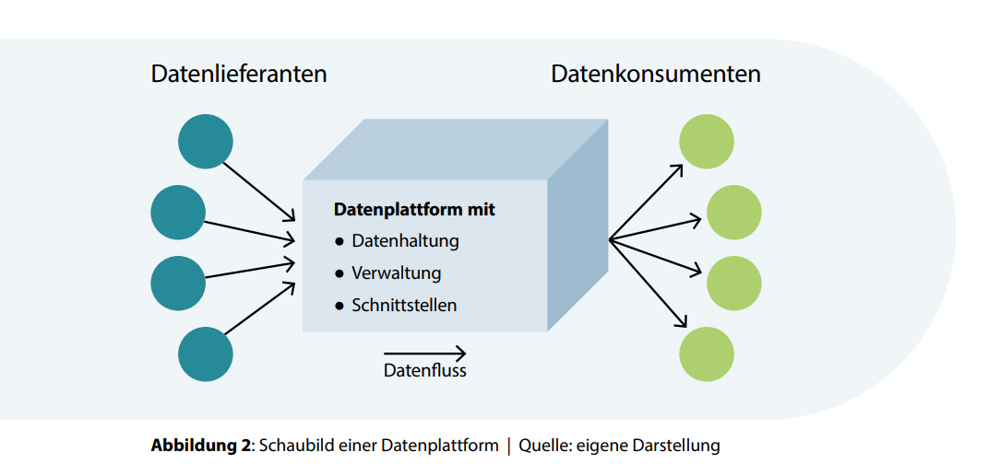 Datenlieferanten
Datenkonsumenten
Datenplattform mit
● Datenhaltung
● Verwaltung
● Schnittstellen
Datenfluss
Abbildung 2: Schaubild einer Datenplattform | Quelle: eigene Darstellung